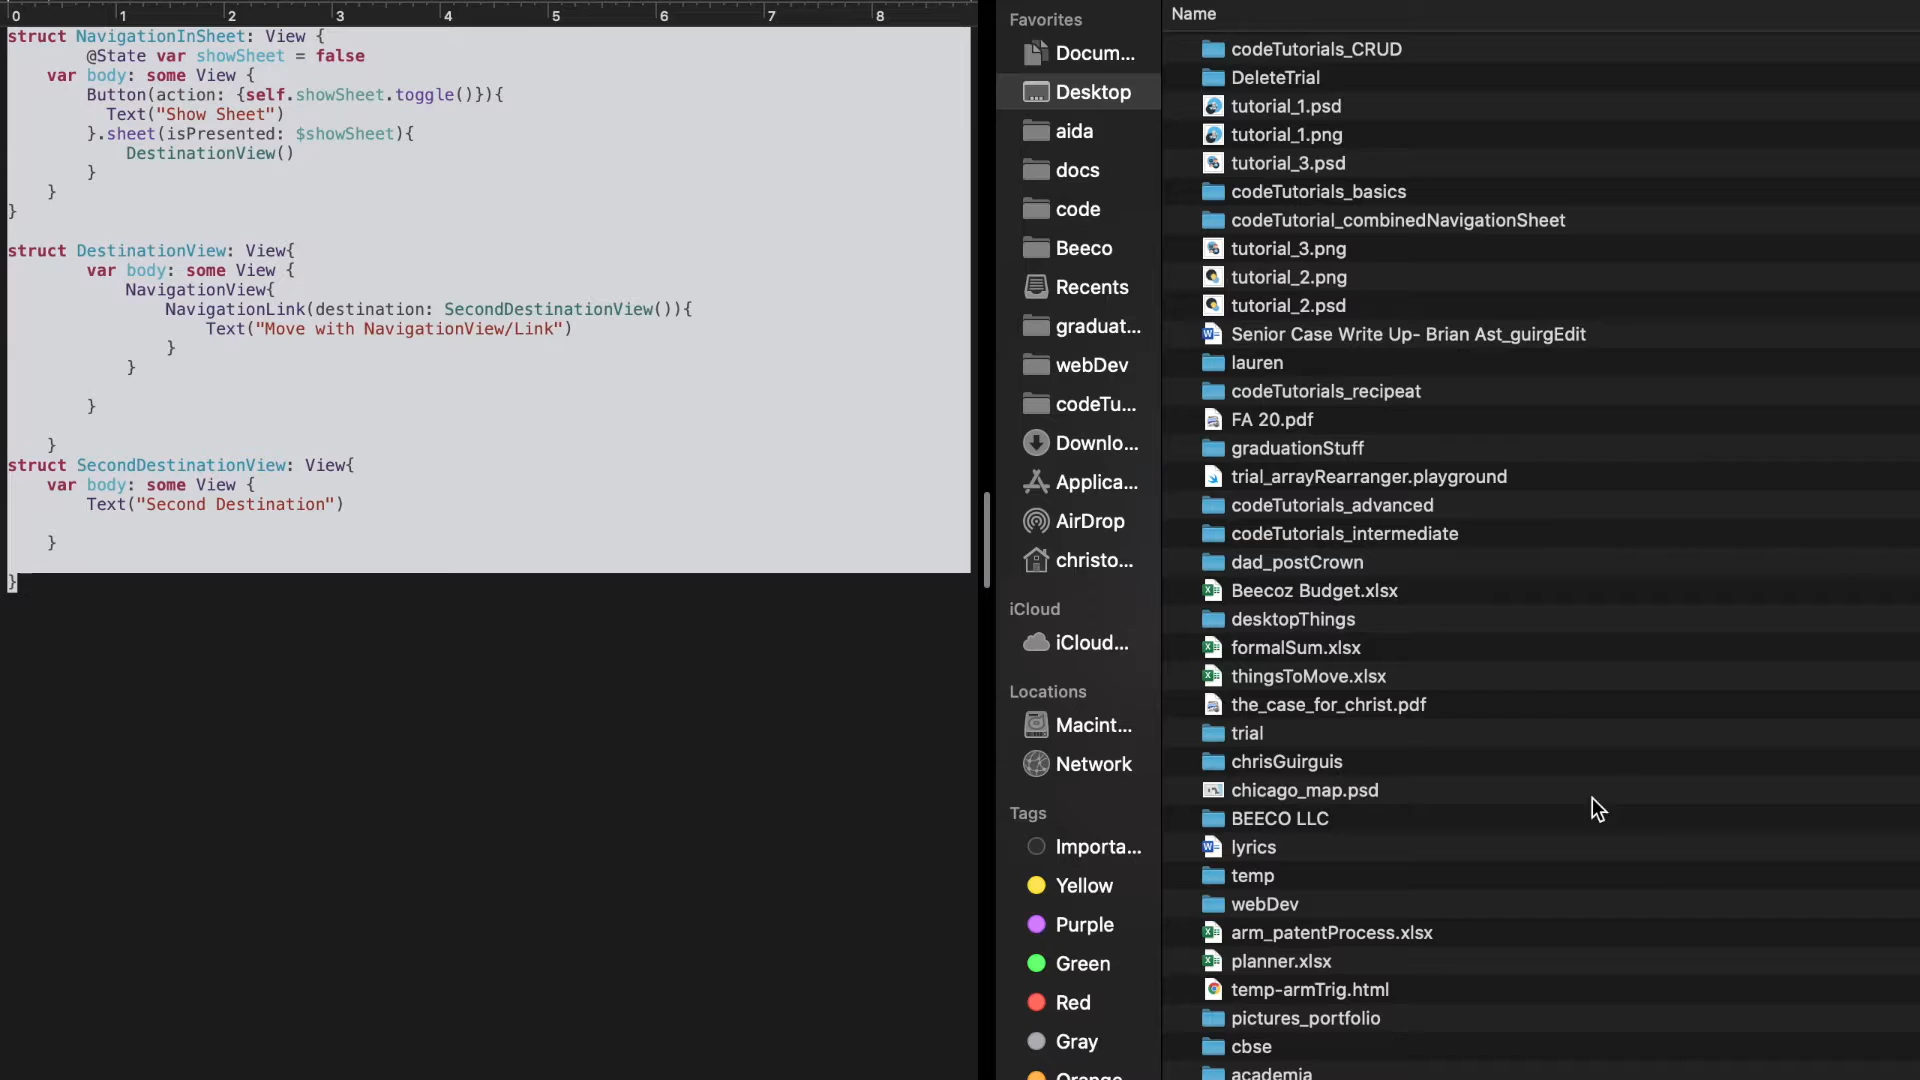 0 1 2 3 4 5 6 7 8
struct NavigationInSheet: View {
@State var showSheet = false
var body: some View {
Button(action: {self.showSheet.toggle()}){
Text("Show Sheet")
}.sheet(isPresented: $showSheet){
DestinationView()
}
}
}
struct DestinationView: View{
var body: some View {
NavigationView{
NavigationLink(destination: SecondDestinationView()){
Text("Move with NavigationView/Link")
}
}
}
}
struct SecondDestinationView: View{
var body: some View {
Text("Second Destination")
}
}
Favorites
Docum...
Desktop
aida
docs
code
Beeco
Recents
graduat...
webDev
codeTu...
Downlo...
Applica...
AirDrop
christo...
iCloud
iCloud...
Locations
Macint...
Network
Tags
Importa...
Yellow
Purple
Green
Red
Gray
Orange
Name
codeTutorials_CRUD
DeleteTrial
tutorial_1.psd
tutorial_1.png
tutorial_3.psd
codeTutorials_basics
codeTutorial_combinedNavigationSheet
tutorial_3.png
tutorial_2.png
tutorial_2.psd
Senior Case Write Up- Brian Ast_guirgEdit
lauren
codeTutorials_recipeat
FA 20.pdf
graduationStuff
trial_arrayRearranger.playground
codeTutorials_advanced
codeTutorials_intermediate
dad_postCrown
Beecoz Budget.xlsx
desktopThings
formalSum.xlsx
thingsToMove.xlsx
the_case_for_christ.pdf
trial
chrisGuirguis
chicago_map.psd
BEECO LLC
lyrics
temp
webDev
arm_patentProcess.xlsx
planner.xlsx
temp-armTrig.html
pictures_portfolio
cbse
academia